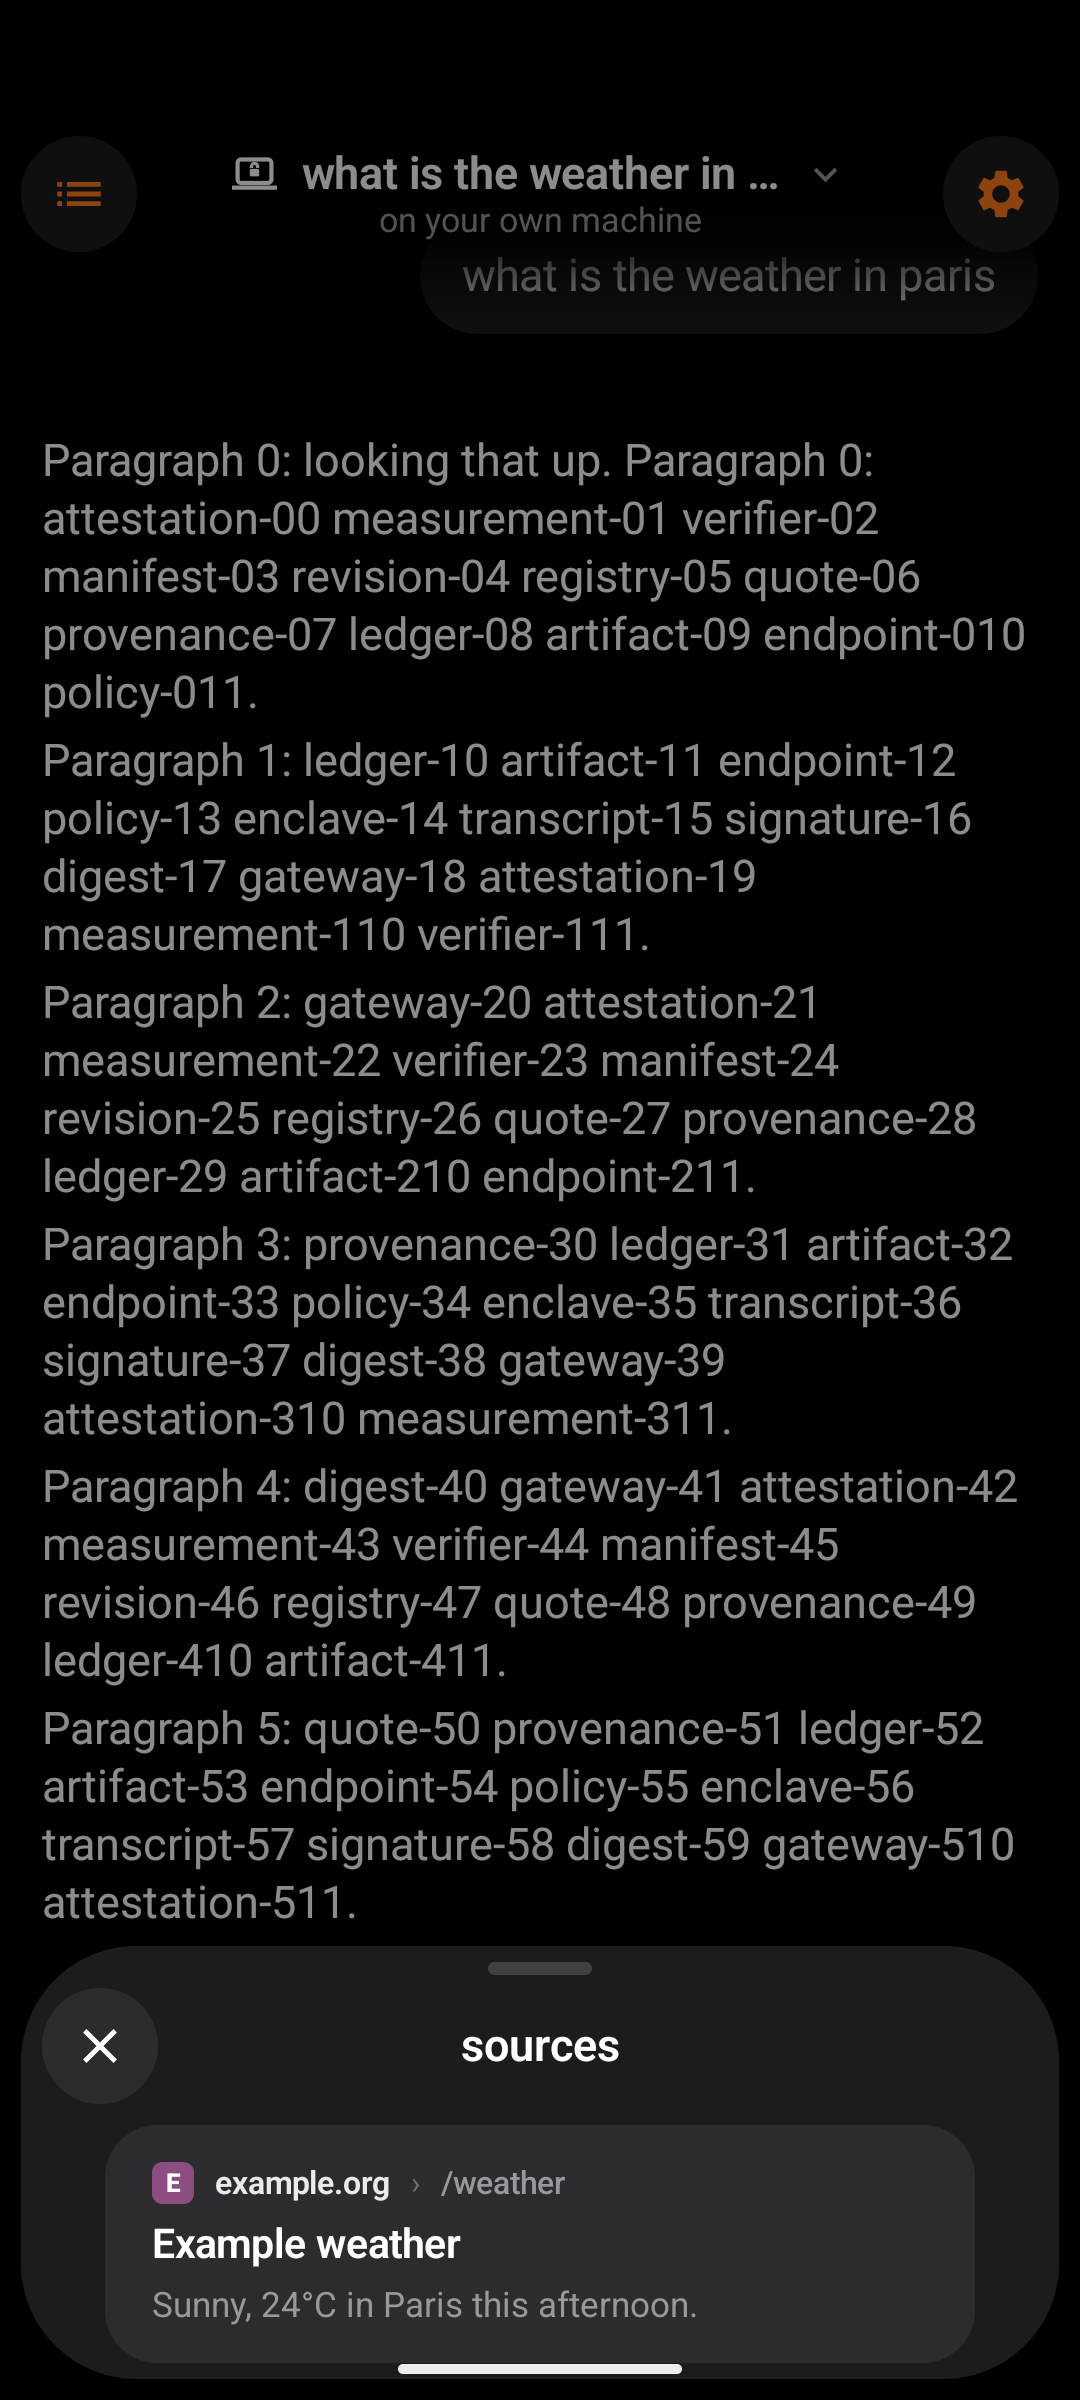 what is the weather in ...
on your own machine
what is the weather in paris
Paragraph 0: looking that up. Paragraph 0:
attestation-00 measurement-01 verifier-02
manifest-03 revision-04 registry-05 quote-06
provenance-07 ledger-08 artifact-09 endpoint-010
policy-011.
Paragraph 1: ledger-10 artifact-11 endpoint-12
policy-13 enclave-14 transcript-15 signature-16
digest-17 gateway-18 attestation-19
measurement-110 verifier-111.
Paragraph 2: gateway-20 attestation-21
measurement-22 verifier-23 manifest-24
revision-25 registry-26 quote-27 provenance-28
ledger-29 artifact-210 endpoint-211.
Paragraph 3: provenance-30 ledger-31 artifact-32
endpoint-33 policy-34 enclave-35 transcript-36
signature-37 digest-38 gateway-39
attestation-310 measurement-311.
Paragraph 4: digest-40 gateway-41 attestation-42
measurement-43 verifier-44 manifest-45
revision-46 registry-47 quote-48 provenance-49
ledger-410 artifact-411.
Paragraph 5: quote-50 provenance-51 ledger-52
artifact-53 endpoint-54 policy-55 enclave-56
transcript-57 signature-58 digest-59 gateway-510
attestation-511.
sources
E example.org › /weather
Example weather
Sunny, 24°C in Paris this afternoon.